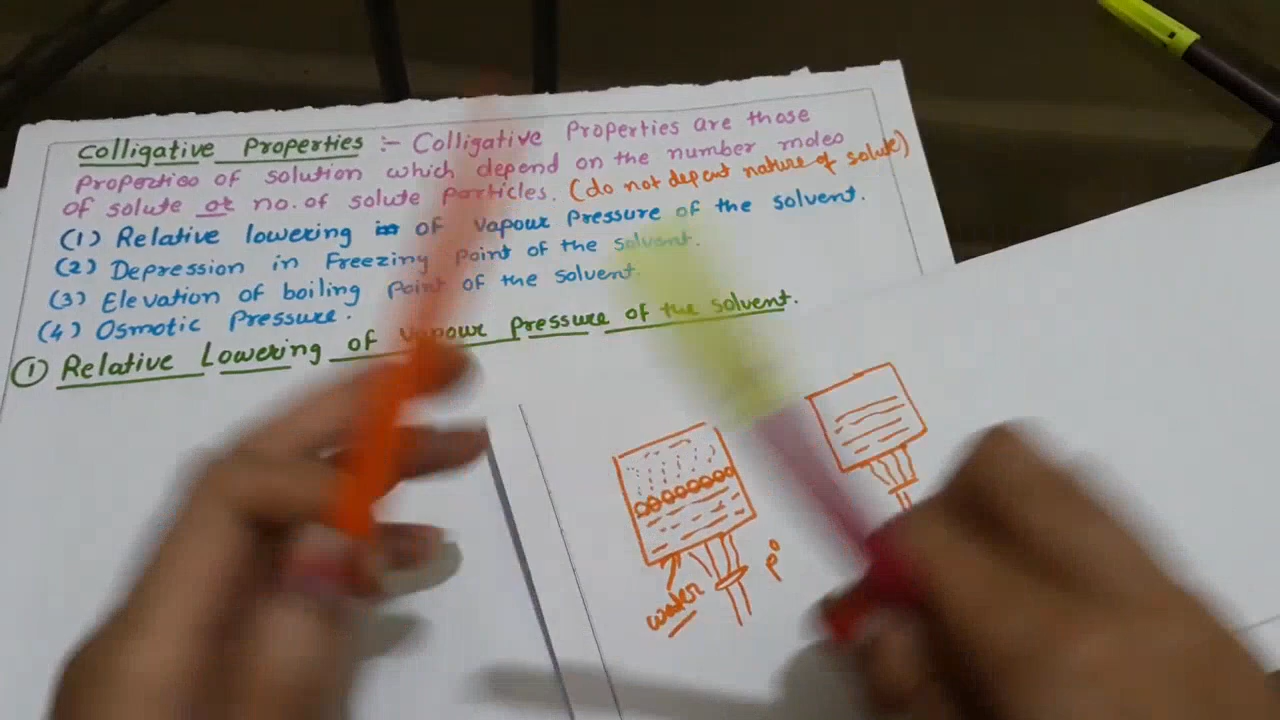 Colligative Properties :- Colligative Properties are those
Properties of solution which depend on the number moles
of solute or no. of solute particles. (do not depent nature of solute)
(1) Relative lowering of vapour pressure of the solvent.
(2) Depression in Freezing Point of the solvent.
(3) Elevation of boiling point of the solvent.
(4) Osmotic Pressure.
① Relative Lowering of vapour pressure of the solvent.
water
p°